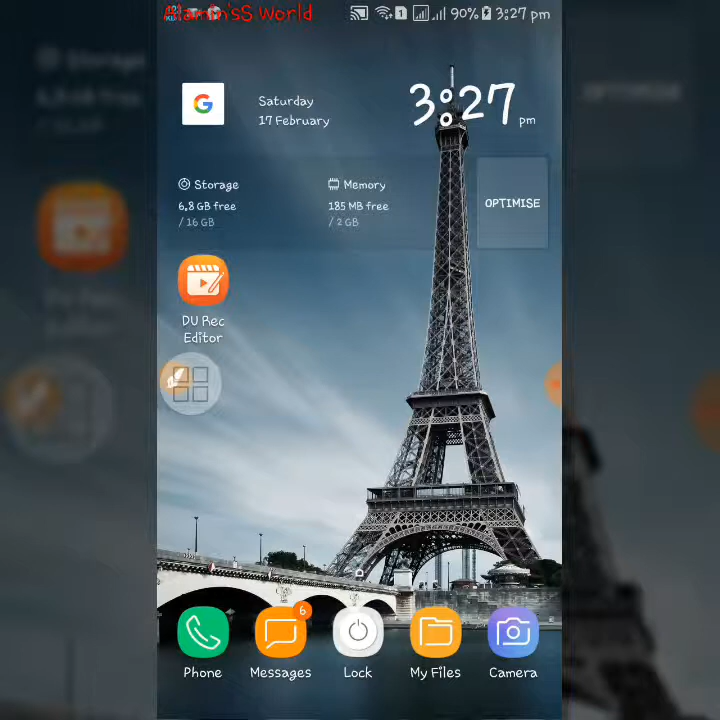 Alamin'sS World
1
90%
3:27 pm
G
Saturday
17 February
3:27 pm
Storage
6.8 GB free
/ 16 GB
Memory
185 MB free
/ 2 GB
OPTIMISE
DU Rec
Editor
6
Phone
Messages
Lock
My Files
Camera